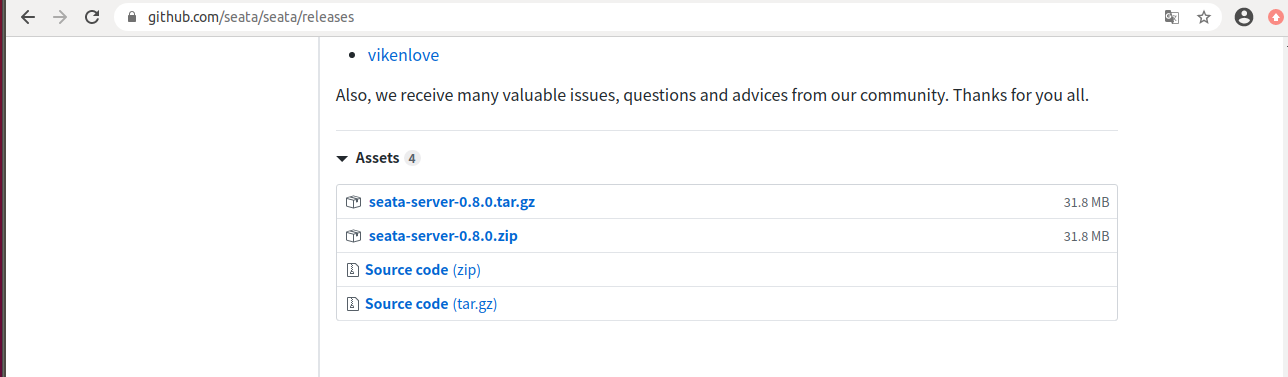 github.com/seata/seata/releases
vikenlove
Also, we receive many valuable issues, questions and advices from our community. Thanks for you all.
Assets 4
seata-server-0.8.0.tar.gz 31.8 MB
seata-server-0.8.0.zip 31.8 MB
Source code (zip)
Source code (tar.gz)